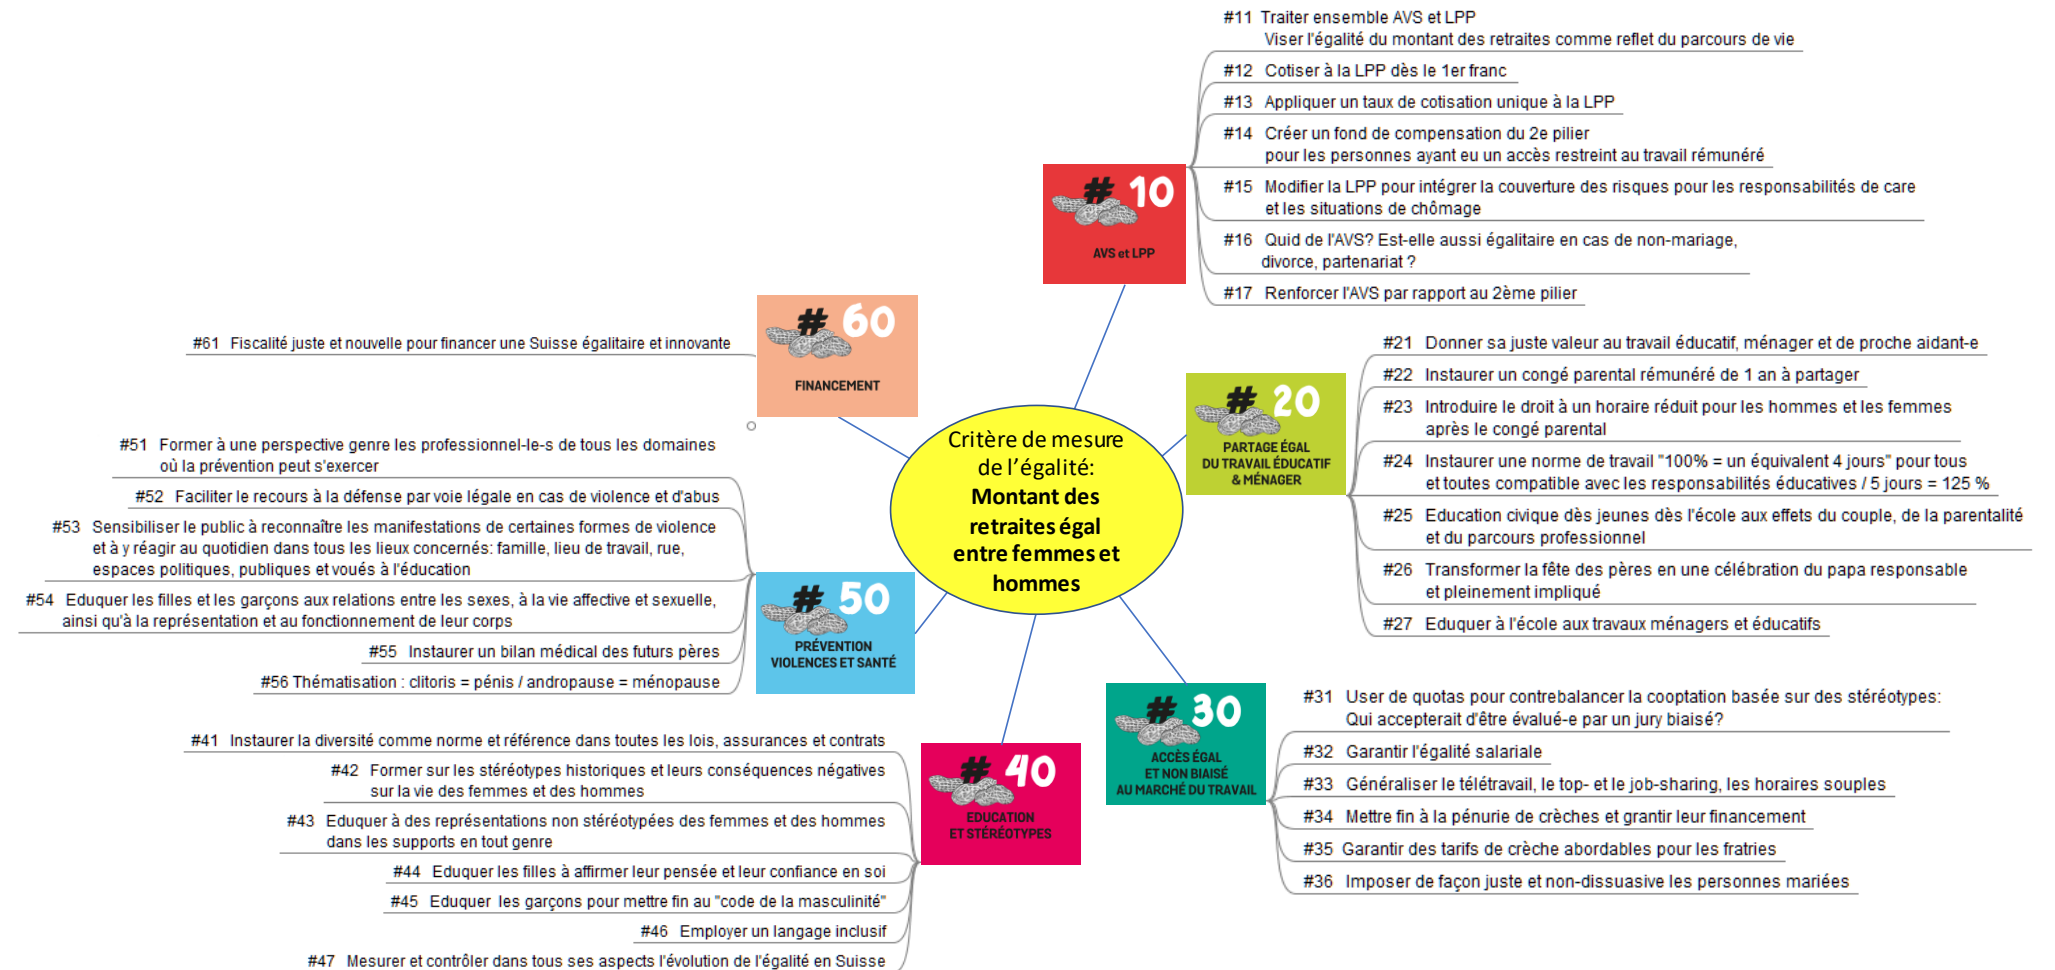 #11 Traiter ensemble AVS et LPP
Viser l'égalité du montant des retraites comme reflet du parcours de vie
#12 Cotiser à la LPP dès le 1er franc
#13 Appliquer un taux de cotisation unique à la LPP
#14 Créer un fond de compensation du 2e pilier
pour les personnes ayant eu un accès restreint au travail rémunéré
#15 Modifier la LPP pour intégrer la couverture des risques pour les responsabilités de care
et les situations de chômage
#16 Quid de l'AVS? Est-elle aussi égalitaire en cas de non-mariage,
divorce, partenariat ?
#17 Renforcer l'AVS par rapport au 2ème pilier
# 10
AVS et LPP
# 20
PARTAGE ÉGAL
DU TRAVAIL ÉDUCATIF
& MÉNAGER
#21 Donner sa juste valeur au travail éducatif, ménager et de proche aidant-e
#22 Instaurer un congé parental rémunéré de 1 an à partager
#23 Introduire le droit à un horaire réduit pour les hommes et les femmes
après le congé parental
#24 Instaurer une norme de travail "100% = un équivalent 4 jours" pour tous
et toutes compatible avec les responsabilités éducatives / 5 jours = 125 %
#25 Education civique dès jeunes dès l'école aux effets du couple, de la parentalité
et du parcours professionnel
#26 Transformer la fête des pères en une célébration du papa responsable
et pleinement impliqué
#27 Eduquer à l'école aux travaux ménagers et éducatifs
# 30
ACCÈS ÉGAL
ET NON BIAISÉ
AU MARCHÉ DU TRAVAIL
#31 User de quotas pour contrebalancer la cooptation basée sur des stéréotypes:
Qui accepterait d'être évalué-e par un jury biaisé?
#32 Garantir l'égalité salariale
#33 Généraliser le télétravail, le top- et le job-sharing, les horaires souples
#34 Mettre fin à la pénurie de crèches et grantir leur financement
#35 Garantir des tarifs de crèche abordables pour les fratries
#36 Imposer de façon juste et non-dissuasive les personnes mariées
Critère de mesure
de l'égalité:
Montant des
retraites égal
entre femmes et
hommes
# 60
FINANCEMENT
#61 Fiscalité juste et nouvelle pour financer une Suisse égalitaire et innovante
# 50
PRÉVENTION
VIOLENCES ET SANTÉ
#51 Former à une perspective genre les professionnel-le-s de tous les domaines
où la prévention peut s'exercer
#52 Faciliter le recours à la défense par voie légale en cas de violence et d'abus
#53 Sensibiliser le public à reconnaître les manifestations de certaines formes de violence
et à y réagir au quotidien dans tous les lieux concernés: famille, lieu de travail, rue,
espaces politiques, publiques et voués à l'éducation
#54 Eduquer les filles et les garçons aux relations entre les sexes, à la vie affective et sexuelle,
ainsi qu'à la représentation et au fonctionnement de leur corps
#55 Instaurer un bilan médical des futurs pères
#56 Thématisation : clitoris = pénis / andropause = ménopause
# 40
EDUCATION
ET STÉRÉOTYPES
#41 Instaurer la diversité comme norme et référence dans toutes les lois, assurances et contrats
#42 Former sur les stéréotypes historiques et leurs conséquences négatives
sur la vie des femmes et des hommes
#43 Eduquer à des représentations non stéréotypées des femmes et des hommes
dans les supports en tout genre
#44 Eduquer les filles à affirmer leur pensée et leur confiance en soi
#45 Eduquer les garçons pour mettre fin au "code de la masculinité"
#46 Employer un langage inclusif
#47 Mesurer et contrôler dans tous ses aspects l'évolution de l'égalité en Suisse